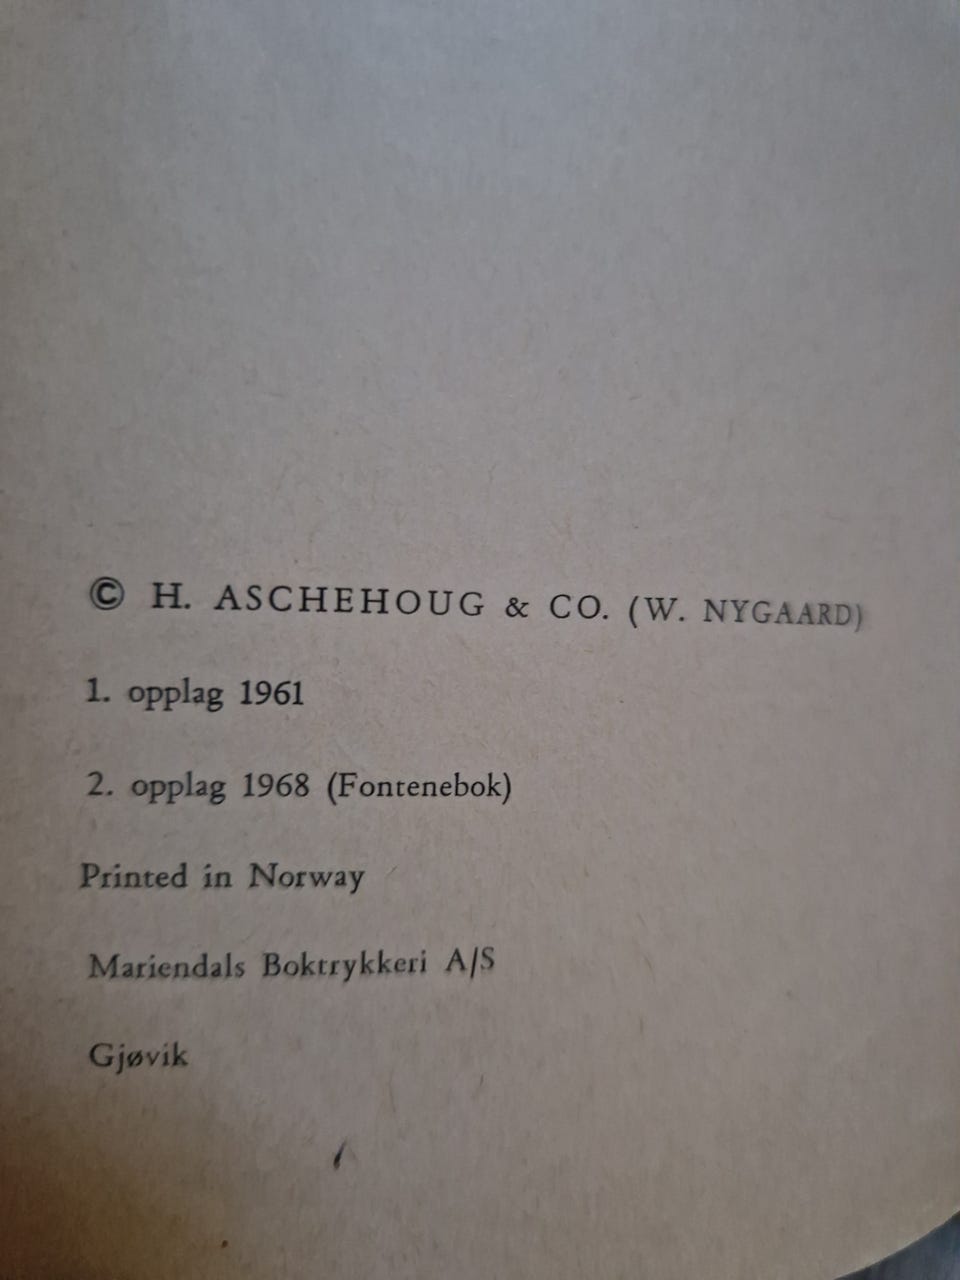 © H. ASCHEHOUG & CO. (W. NYGAARD)
1. opplag 1961
2. opplag 1968 (Fontenebok)
Printed in Norway
Mariendals Boktrykkeri A/S
Gjøvik